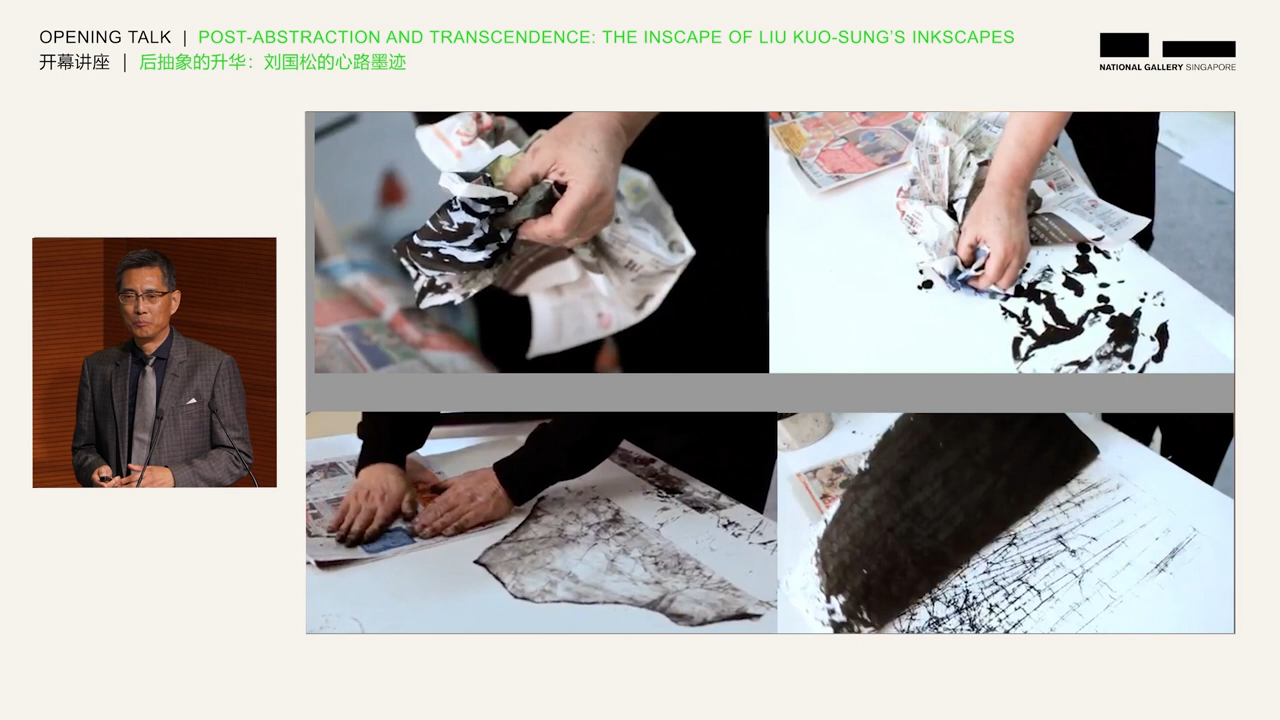 OPENING TALK | POST-ABSTRACTION AND TRANSCENDENCE: THE INSCAPE OF LIU KUO-SUNG'S INKSCAPES
开幕讲座 | 后抽象的升华：刘国松的心路墨迹
NATIONAL GALLERY SINGAPORE